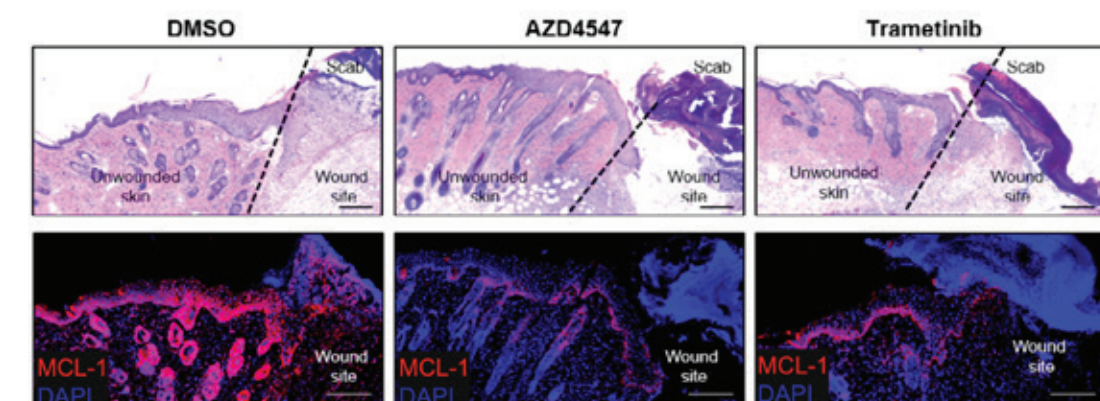 DMSO
AZD4547
Trametinib
Scab
Unwounded
skin
Wound
site
Scab
Unwounded
skin
Wound
site
Scab
Unwounded
skin
Wound
site
MCL-1
DAPI
Wound
site
MCL-1
DAPI
Wound
site
MCL-1
DAPI
Wound
site